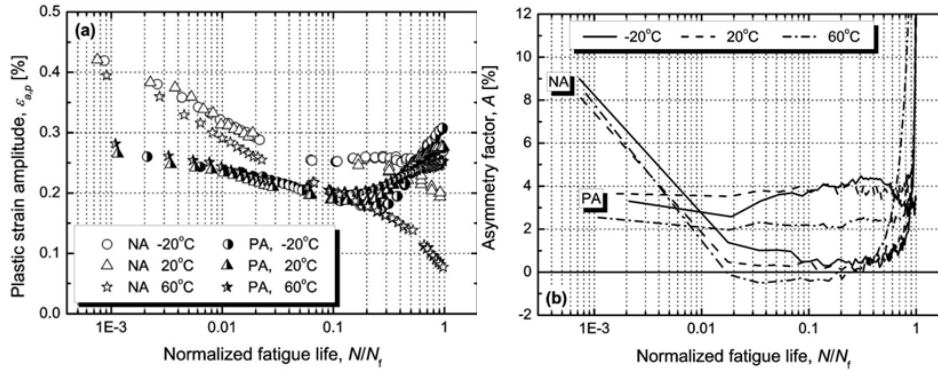 (a)
Plastic strain amplitude, εa,p [%]
0.5
0.4
0.3
0.2
0.1
0.0
NA -20°C
PA, -20°C
NA 20°C
PA, 20°C
NA 60°C
PA, 60°C
1E-3
0.01
0.1
1
Normalized fatigue life, N/Nf
-20°C
20°C
60°C
Asymmetry factor, A [%]
12
10
8
6
4
2
0
-2
NA
PA
(b)
1E-3
0.01
0.1
1
Normalized fatigue life, N/Nf